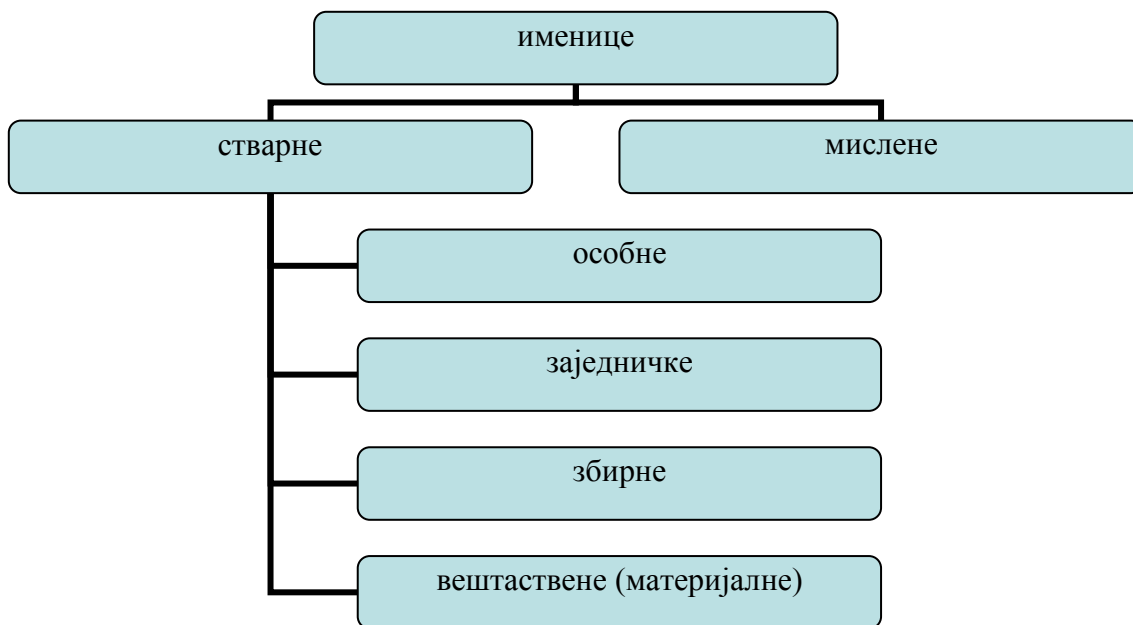 именице
стварне
мислене
особне
заједничке
збирне
вештаствене (материјалне)